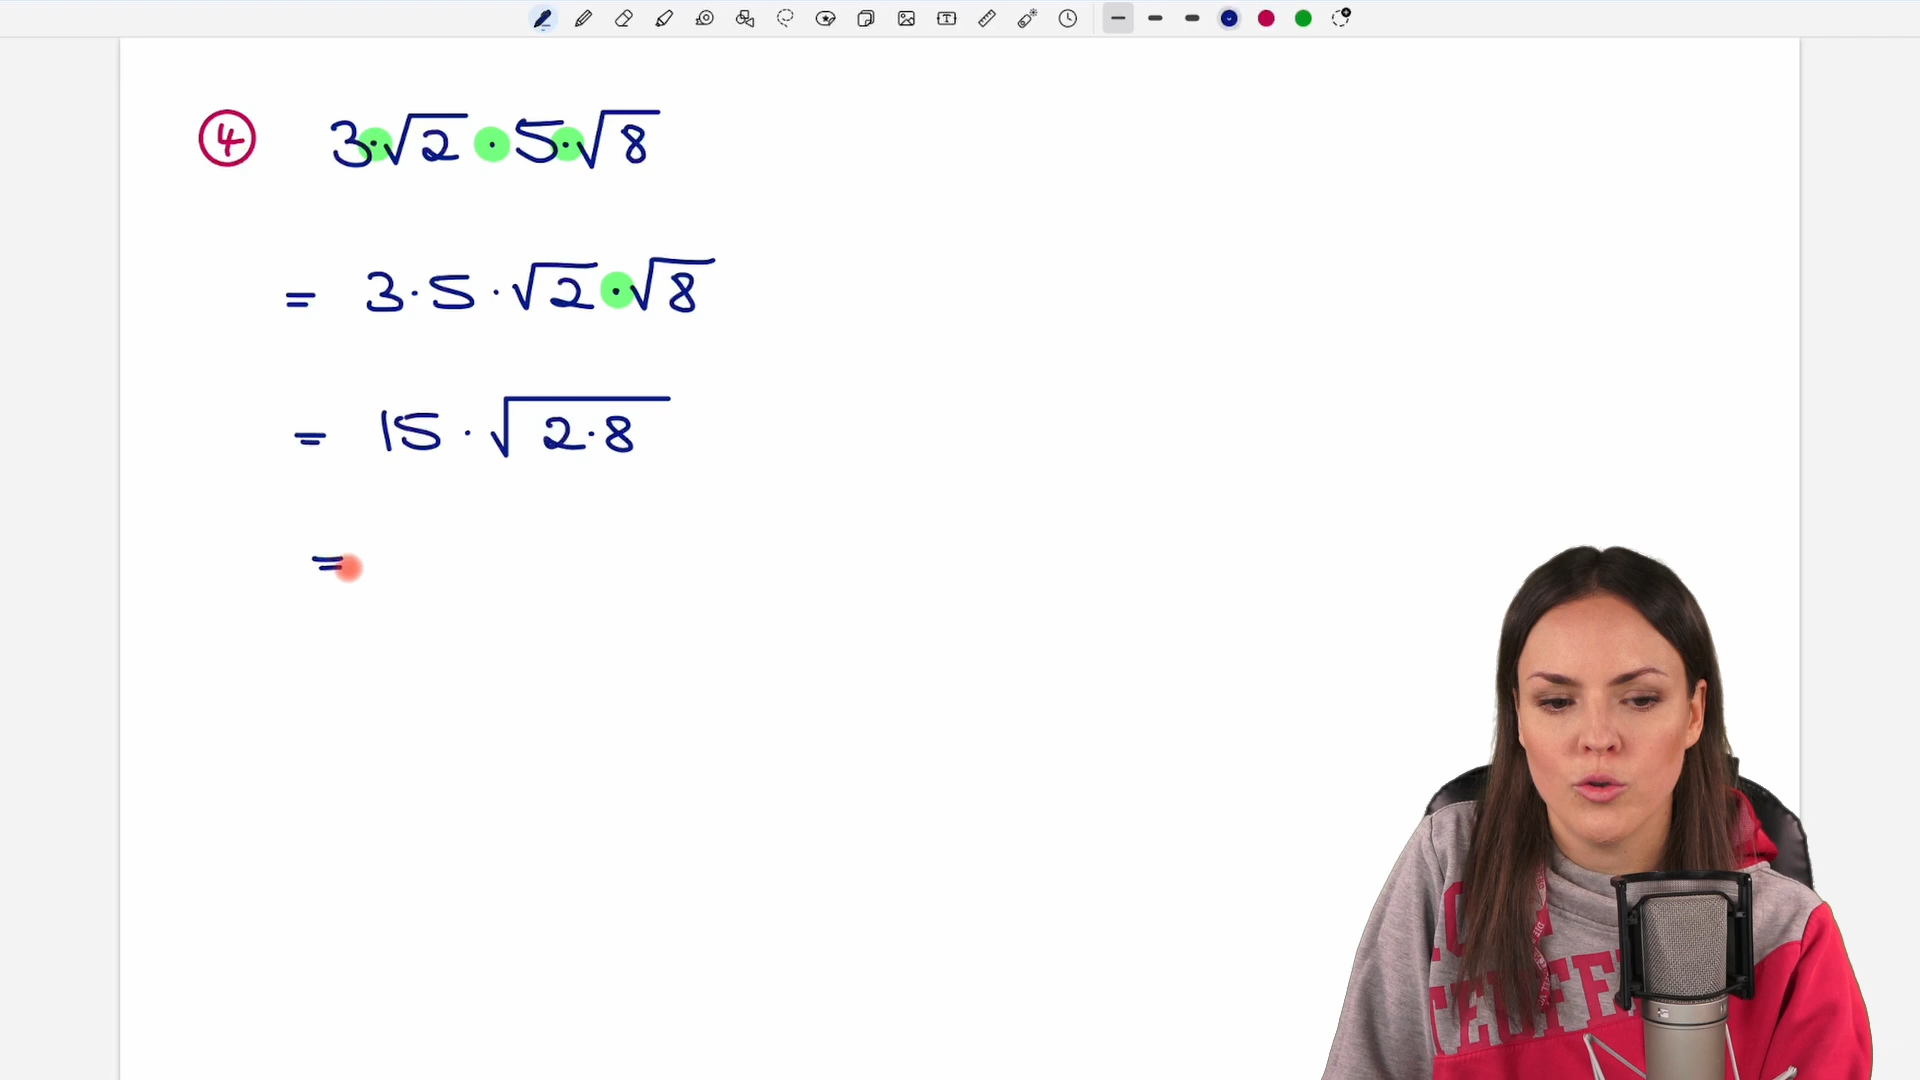 ④ 3·√2 · 5·√8
= 3·5·√2·√8
= 15·√2·8
=